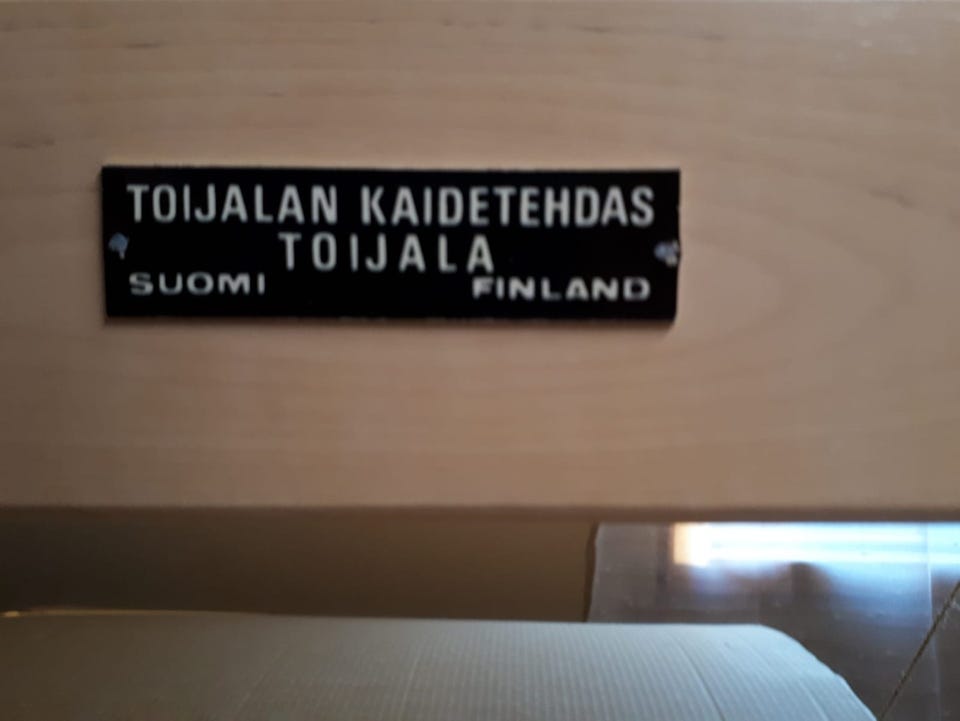 TOIJALAN KAIDETEHDAS
TOIJALA
SUOMI FINLAND